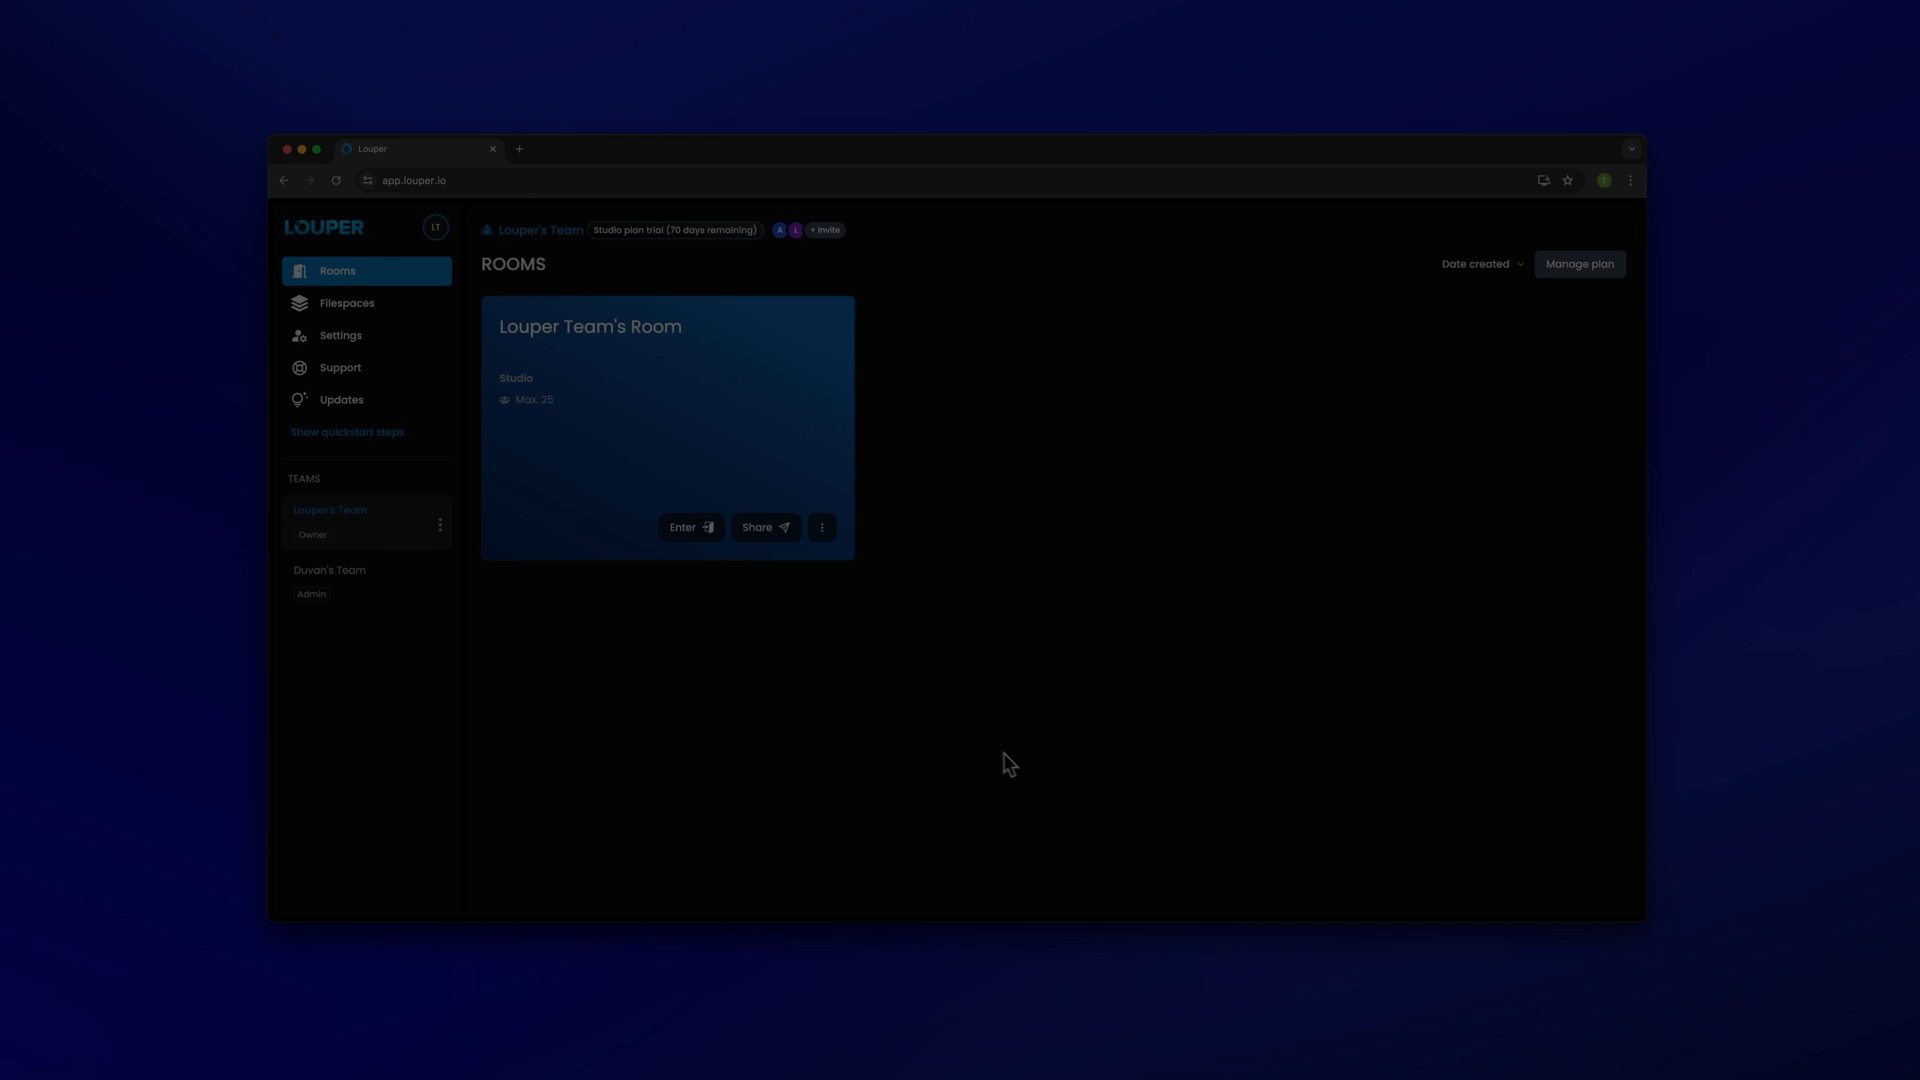 Louper
app.louper.io
T
LOUPER
LT
Rooms
Filespaces
Settings
Support
Updates
Show quickstart steps
TEAMS
Louper's Team
Owner
Duvan's Team
Admin
Louper's Team Studio plan trial (70 days remaining) A L + Invite
ROOMS
Date created Manage plan
Louper Team's Room
Studio
Max. 25
Enter Share